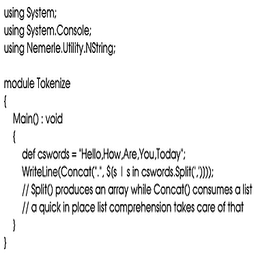 using System;
using System.Console;
using Nemerle.Utility.NString;

module Tokenize
{
    Main() : void
    {
        def cswords = "Hello,How,Are,You,Today";
        WriteLine(Concat(".", $[s | s in cswords.Split(',')]));
        // Split() produces an array while Concat() consumes a list
        // a quick in place list comprehension takes care of that
    }
}